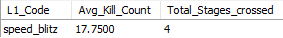 L1_Code Avg_Kill_Count Total_Stages_crossed
speed_blitz 17.7500 4